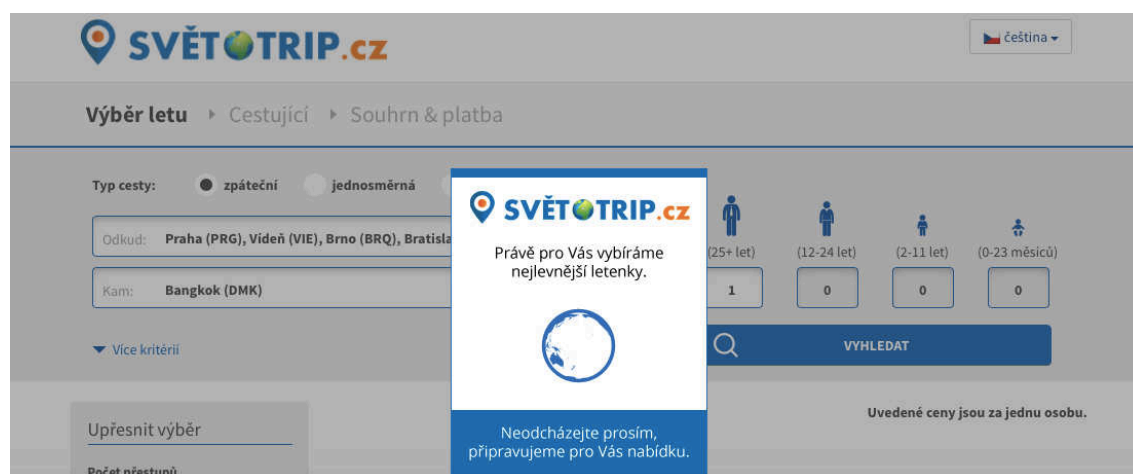 SVĚTOTRIP.cz
čeština
Výběr letu Cestující Souhrn & platba
Typ cesty: zpáteční jednosměrná
Odkud: Praha (PRG), Vídeň (VIE), Brno (BRQ), Bratisla
Kam: Bangkok (DMK)
Více kritérií
SVĚTOTRIP.cz
Právě pro Vás vybíráme
nejlevnější letenky.
Neodcházejte prosím,
připravujeme pro Vás nabídku.
(25+ let) (12-24 let) (2-11 let) (0-23 měsíců)
1 0 0 0
VYHLEDAT
Uvedené ceny jsou za jednu osobu.
Upřesnit výběr
Počet přestupů